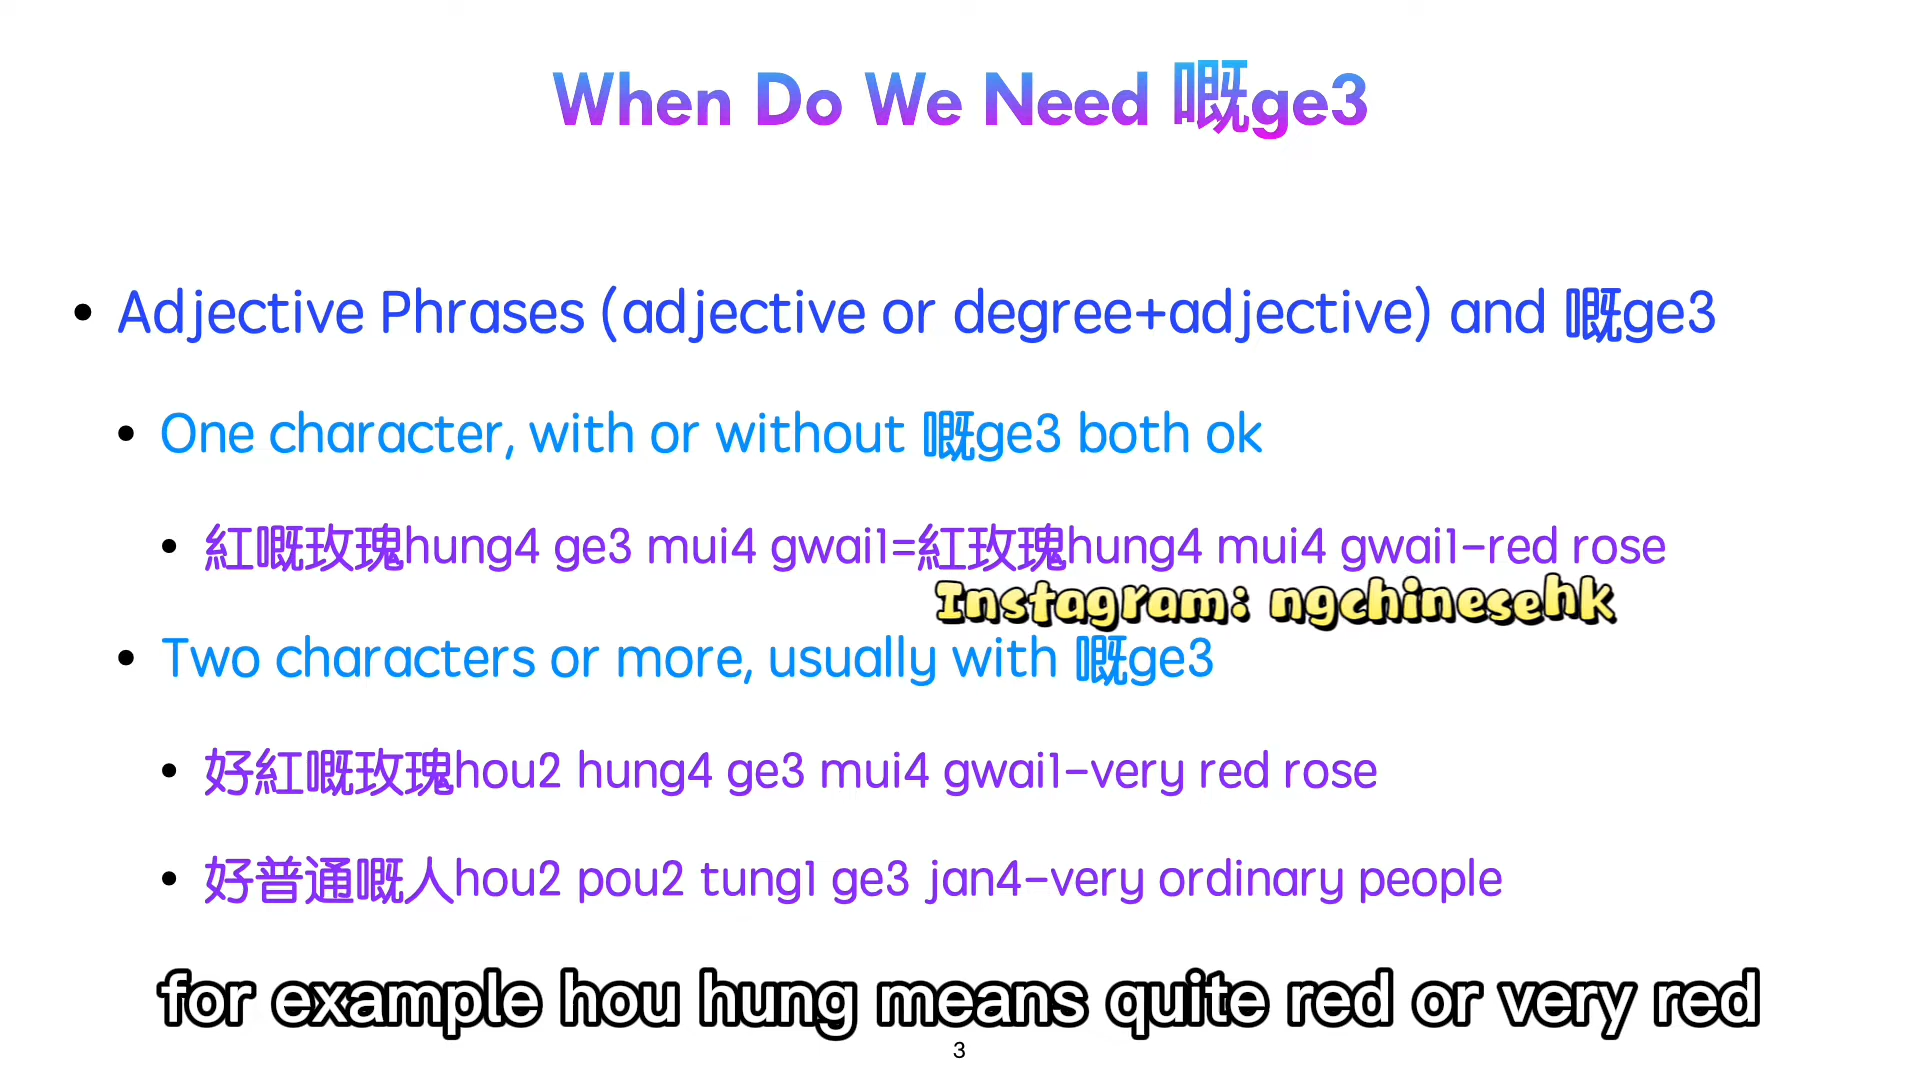 When Do We Need 嘅ge3
• Adjective Phrases (adjective or degree+adjective) and 嘅ge3
• One character, with or without 嘅ge3 both ok
• 紅嘅玫瑰hung4 ge3 mui4 gwai1=紅玫瑰hung4 mui4 gwai1-red rose
Instagram: ngchinesehk
• Two characters or more, usually with 嘅ge3
• 好紅嘅玫瑰hou2 hung4 ge3 mui4 gwai1-very red rose
• 好普通嘅人hou2 pou2 tung1 ge3 jan4-very ordinary people
for example hou hung means quite red or very red
3